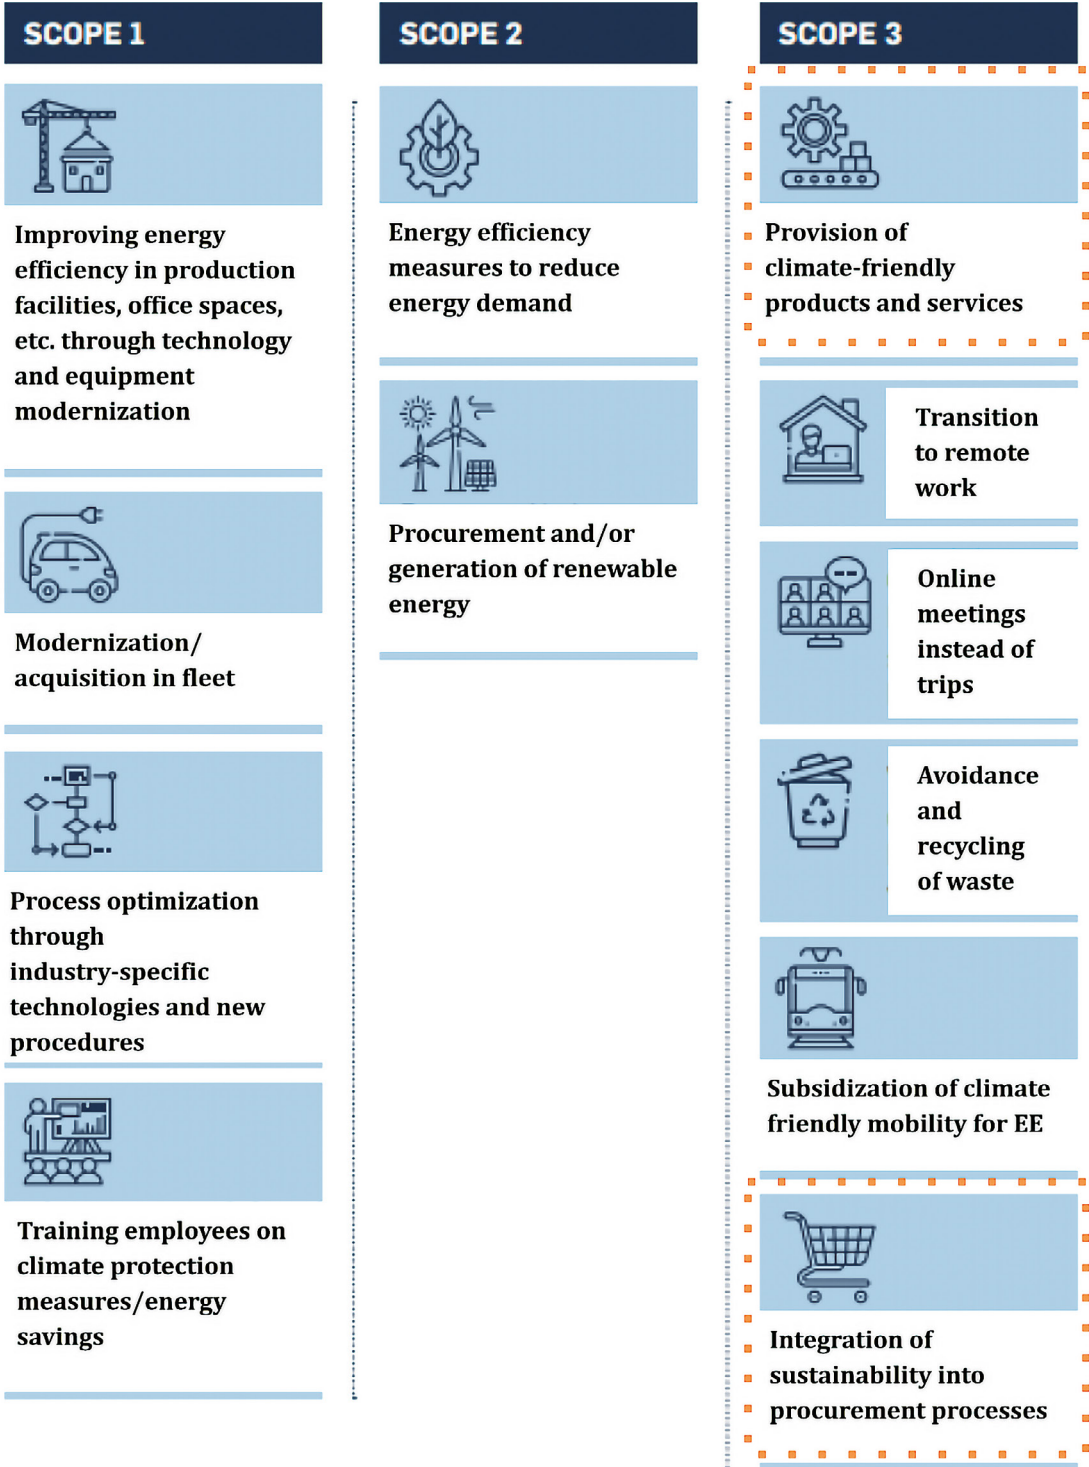 SCOPE 1
Improving energy
efficiency in production
facilities, office spaces,
etc. through technology
and equipment
modernization
Modernization/
acquisition in fleet
Process optimization
through
industry-specific
technologies and new
procedures
Training employees on
climate protection
measures/energy
savings
SCOPE 2
Energy efficiency
measures to reduce
energy demand
Procurement and/or
generation of renewable
energy
SCOPE 3
Provision of
climate-friendly
products and services
Transition
to remote
work
Online
meetings
instead of
trips
Avoidance
and
recycling
of waste
Subsidization of climate
friendly mobility for EE
Integration of
sustainability into
procurement processes